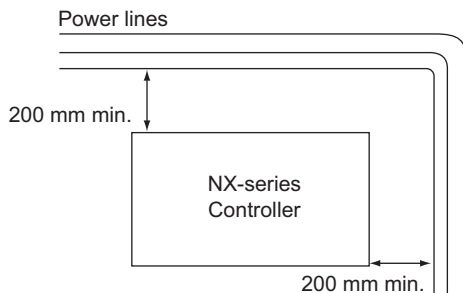 Power lines
200 mm min.
NX-series
Controller
200 mm min.